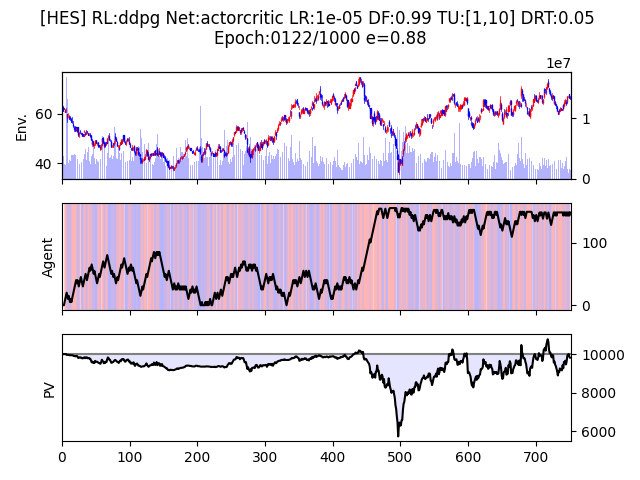 [HES] RL:ddpg Net:actorcritic LR:1e-05 DF:0.99 TU:[1,10] DRT:0.05
Epoch:0122/1000 e=0.88
1e7
Env.
60
40
1
0
Agent
100
0
PV
10000
8000
6000
0 100 200 300 400 500 600 700